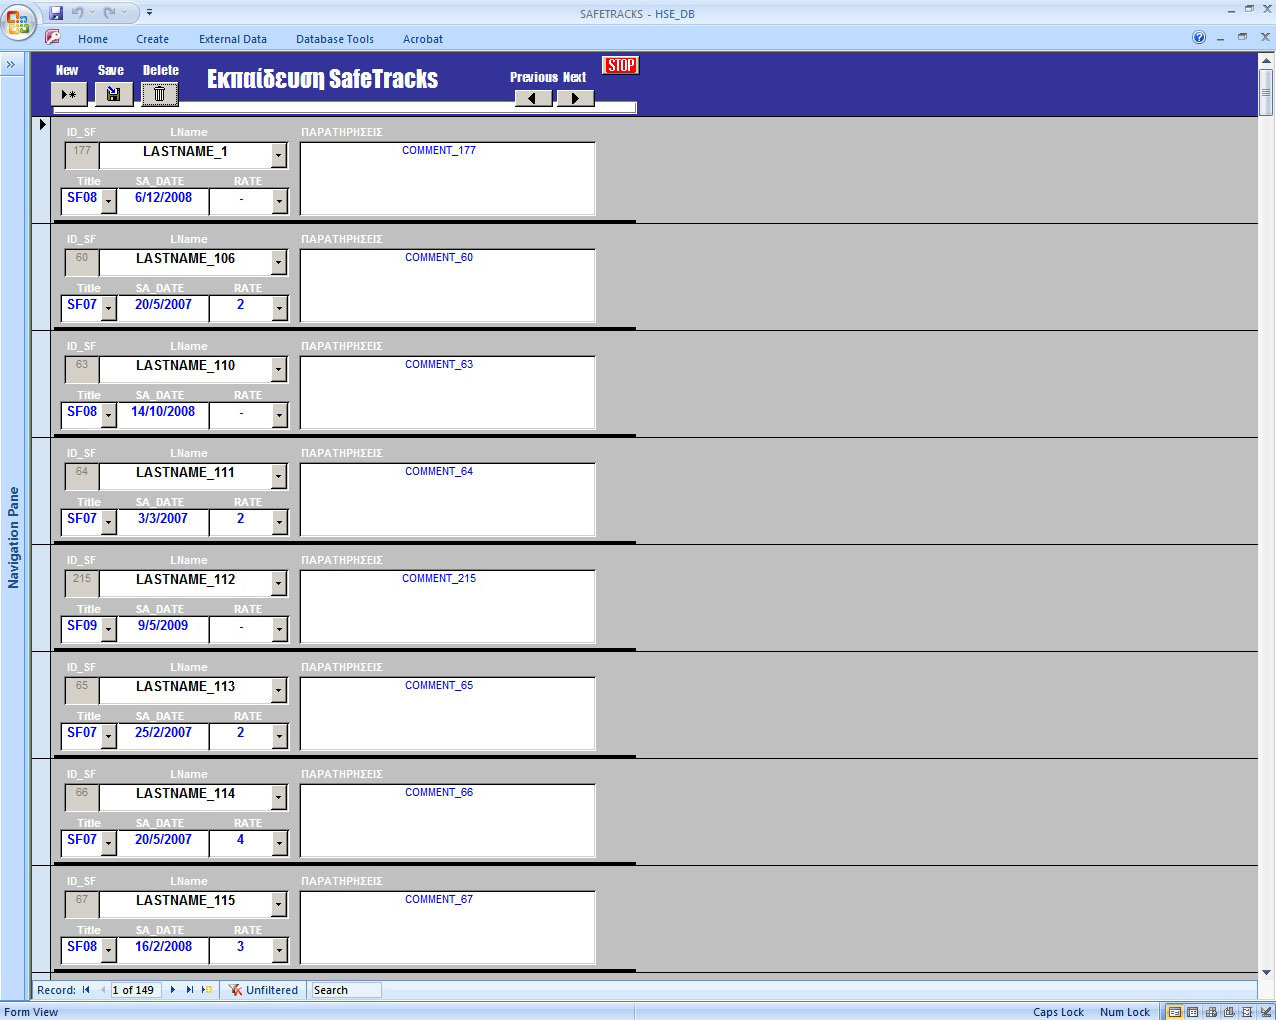 SAFETRACKS - HSE_DB
Home Create External Data Database Tools Acrobat
New Save Delete Εκπαίδευση SafeTracks Previous Next STOP
ID_SF LName ΠΑΡΑΤΗΡΗΣΕΙΣ
177 LASTNAME_1 COMMENT_177
Title SA_DATE RATE
SF08 6/12/2008 -
ID_SF LName ΠΑΡΑΤΗΡΗΣΕΙΣ
60 LASTNAME_106 COMMENT_60
Title SA_DATE RATE
SF07 20/5/2007 2
ID_SF LName ΠΑΡΑΤΗΡΗΣΕΙΣ
63 LASTNAME_110 COMMENT_63
Title SA_DATE RATE
SF08 14/10/2008 -
ID_SF LName ΠΑΡΑΤΗΡΗΣΕΙΣ
64 LASTNAME_111 COMMENT_64
Title SA_DATE RATE
SF07 3/3/2007 2
ID_SF LName ΠΑΡΑΤΗΡΗΣΕΙΣ
215 LASTNAME_112 COMMENT_215
Title SA_DATE RATE
SF09 9/5/2009 -
ID_SF LName ΠΑΡΑΤΗΡΗΣΕΙΣ
65 LASTNAME_113 COMMENT_65
Title SA_DATE RATE
SF07 25/2/2007 2
ID_SF LName ΠΑΡΑΤΗΡΗΣΕΙΣ
66 LASTNAME_114 COMMENT_66
Title SA_DATE RATE
SF07 20/5/2007 4
ID_SF LName ΠΑΡΑΤΗΡΗΣΕΙΣ
67 LASTNAME_115 COMMENT_67
Title SA_DATE RATE
SF08 16/2/2008 3
Navigation Pane
Record: 1 of 149 Unfiltered Search
Form View Caps Lock Num Lock